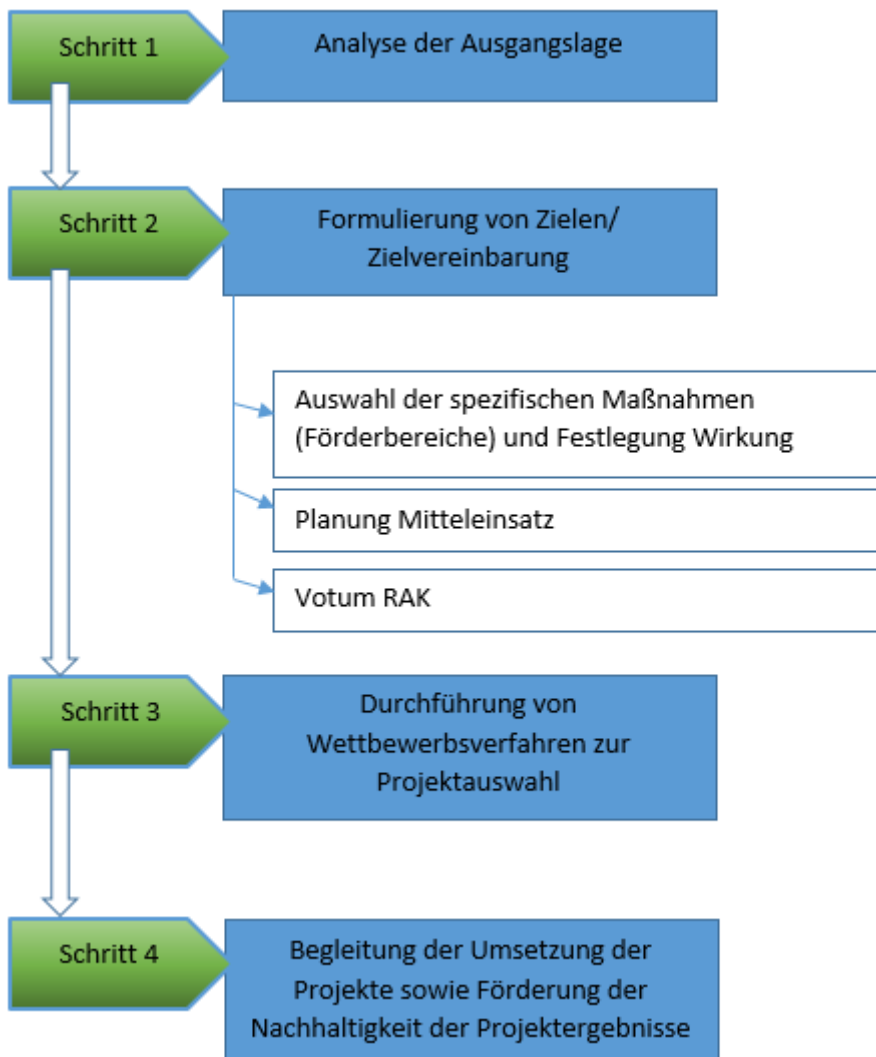 Schritt 1
Analyse der Ausgangslage
Schritt 2
Formulierung von Zielen/
Zielvereinbarung
Auswahl der spezifischen Maßnahmen
(Förderbereiche) und Festlegung Wirkung
Planung Mitteleinsatz
Votum RAK
Schritt 3
Durchführung von
Wettbewerbsverfahren zur
Projektauswahl
Schritt 4
Begleitung der Umsetzung der
Projekte sowie Förderung der
Nachhaltigkeit der Projektergebnisse